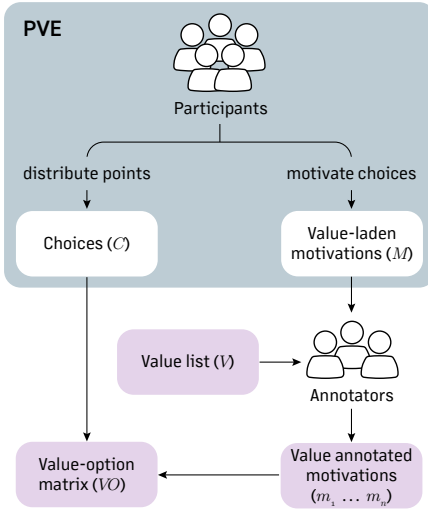 PVE
Participants
distribute points
motivate choices
Choices (C)
Value-laden
motivations (M)
Value list (V)
Annotators
Value-option
matrix (VO)
Value annotated
motivations
(m₁ … mₙ)